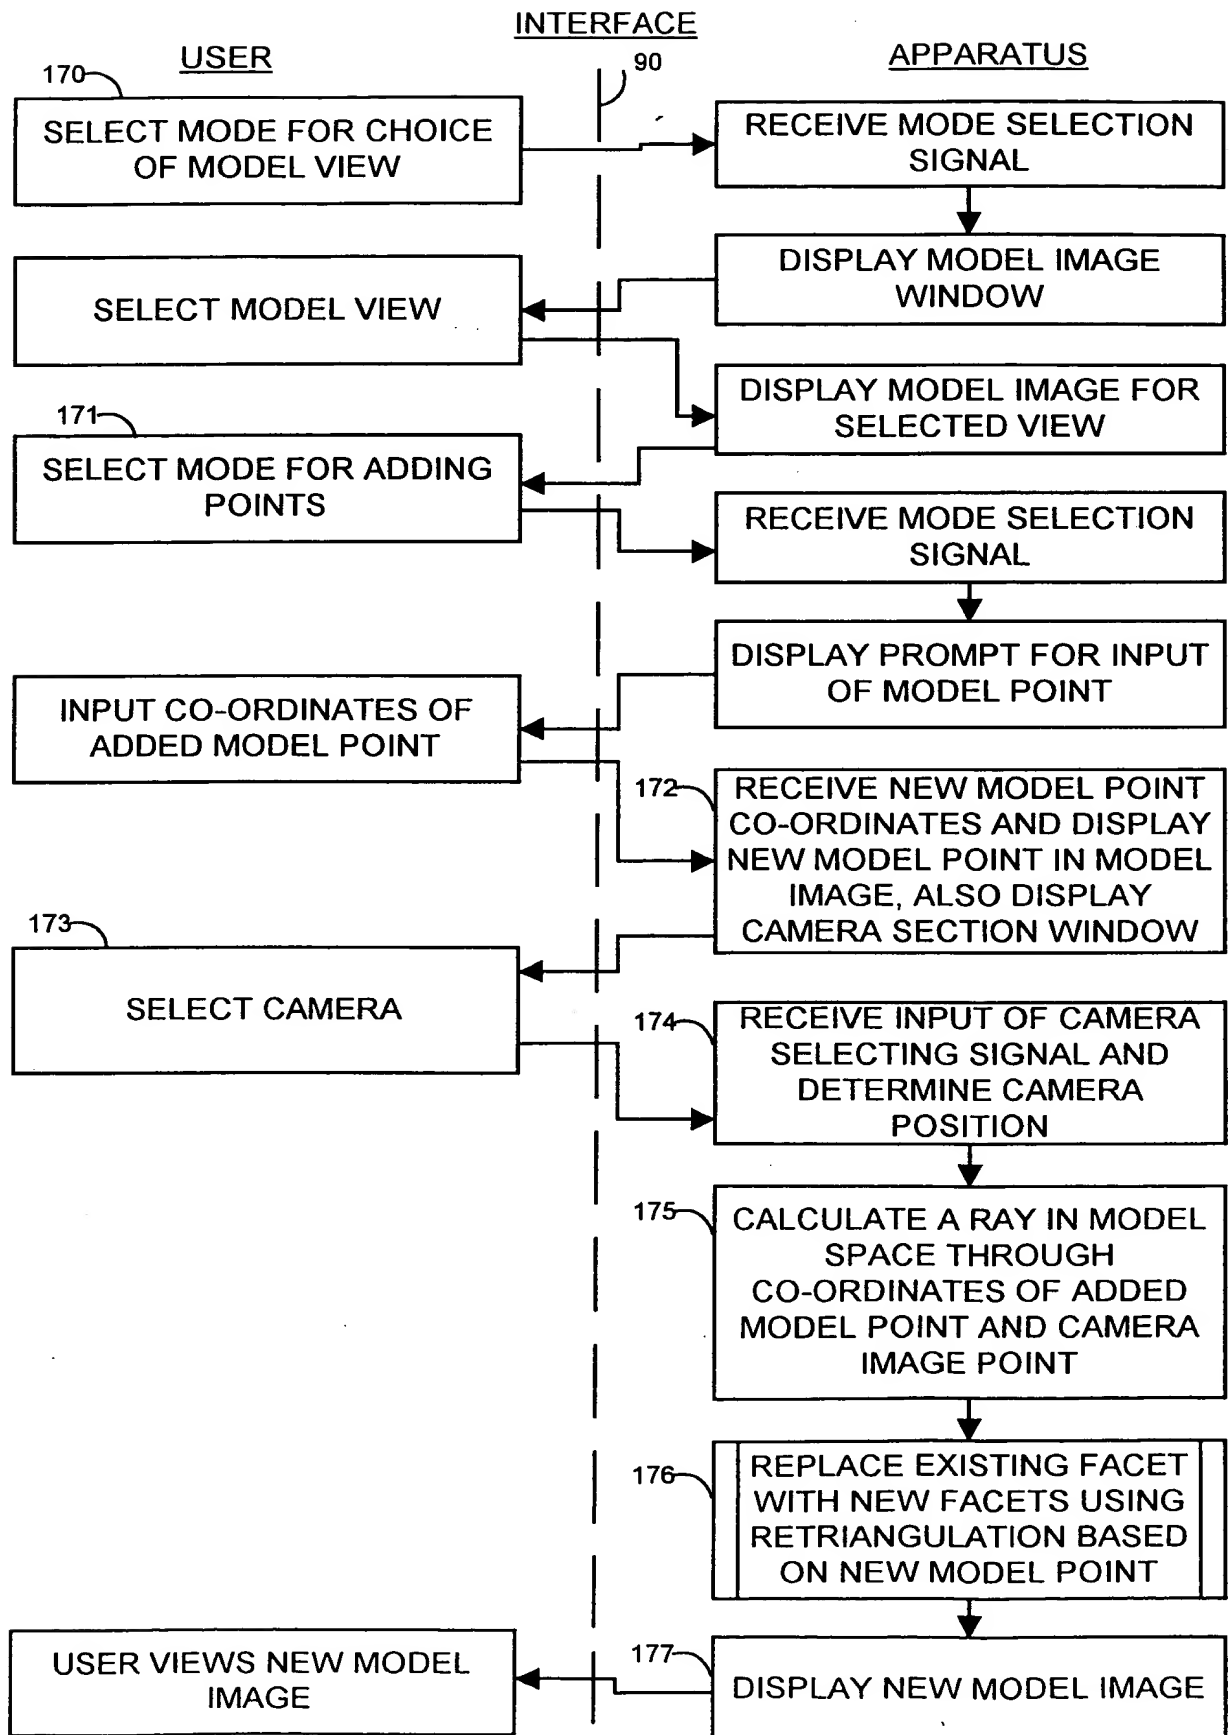 INTERFACE
USER
APPARATUS
90
170
SELECT MODE FOR CHOICE
OF MODEL VIEW
RECEIVE MODE SELECTION
SIGNAL
DISPLAY MODEL IMAGE
WINDOW
SELECT MODEL VIEW
DISPLAY MODEL IMAGE FOR
SELECTED VIEW
171
SELECT MODE FOR ADDING
POINTS
RECEIVE MODE SELECTION
SIGNAL
DISPLAY PROMPT FOR INPUT
OF MODEL POINT
INPUT CO-ORDINATES OF
ADDED MODEL POINT
172
RECEIVE NEW MODEL POINT
CO-ORDINATES AND DISPLAY
NEW MODEL POINT IN MODEL
IMAGE, ALSO DISPLAY
CAMERA SECTION WINDOW
173
SELECT CAMERA
174
RECEIVE INPUT OF CAMERA
SELECTING SIGNAL AND
DETERMINE CAMERA
POSITION
175
CALCULATE A RAY IN MODEL
SPACE THROUGH
CO-ORDINATES OF ADDED
MODEL POINT AND CAMERA
IMAGE POINT
176
REPLACE EXISTING FACET
WITH NEW FACETS USING
RETRIANGULATION BASED
ON NEW MODEL POINT
USER VIEWS NEW MODEL
IMAGE
177
DISPLAY NEW MODEL IMAGE